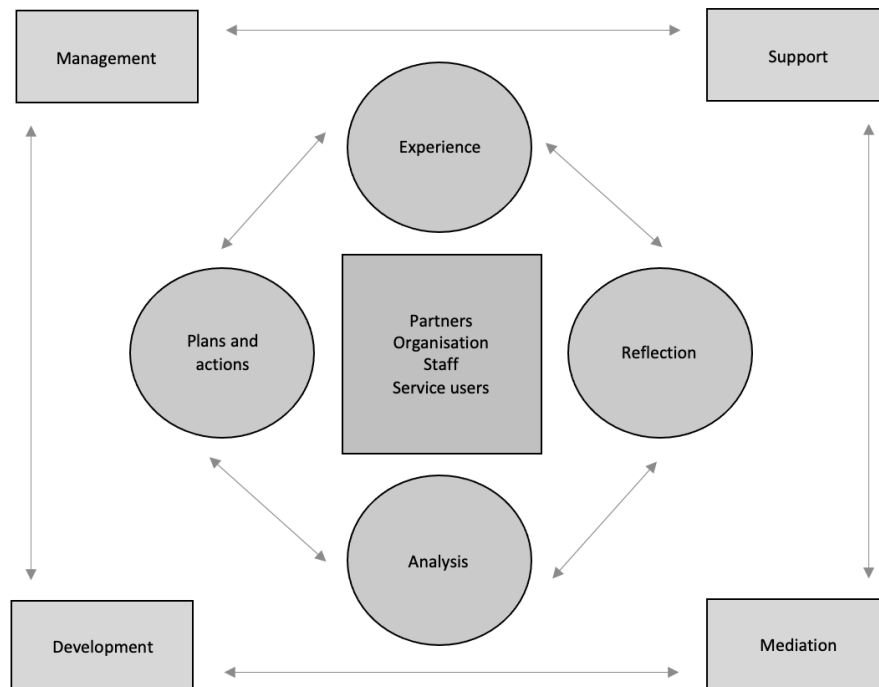 Management
Support
Experience
Plans and
actions
Partners
Organisation
Staff
Service users
Reflection
Analysis
Development
Mediation